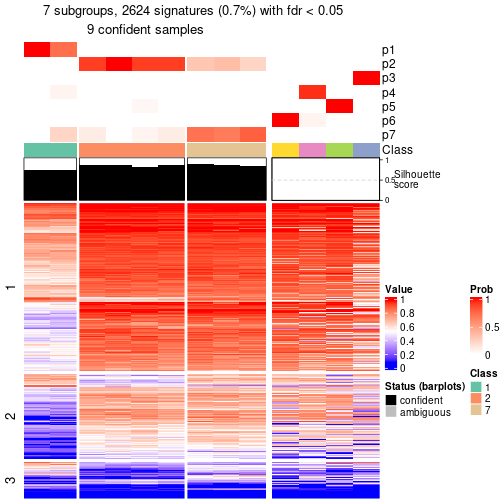 7 subgroups, 2624 signatures (0.7%) with fdr < 0.05
9 confident samples
p1
p2
p3
p4
p5
p6
p7
Class
1
0.5
0
Silhouette
score
1
2
3
Value
1
0.8
0.6
0.4
0.2
0
Prob
1
0.5
0
Status (barplots)
confident
ambiguous
Class
1
2
7